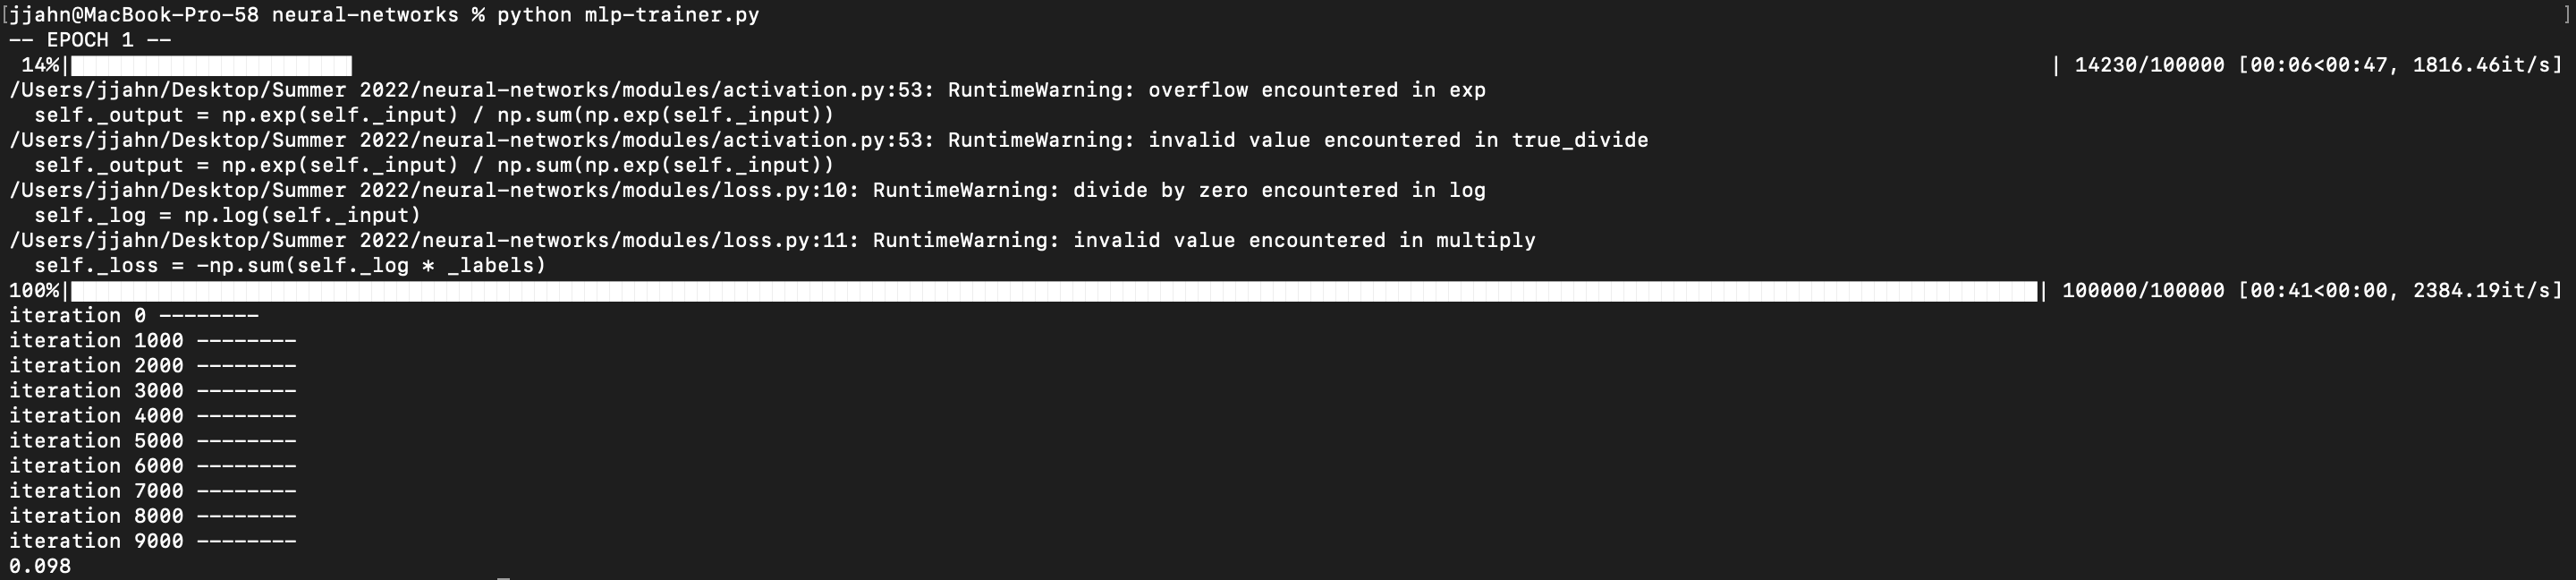 [jjahn@MacBook-Pro-58 neural-networks % python mlp-trainer.py ]
-- EPOCH 1 --
14%| | 14230/100000 [00:06<00:47, 1816.46it/s]
/Users/jjahn/Desktop/Summer 2022/neural-networks/modules/activation.py:53: RuntimeWarning: overflow encountered in exp
self._output = np.exp(self._input) / np.sum(np.exp(self._input))
/Users/jjahn/Desktop/Summer 2022/neural-networks/modules/activation.py:53: RuntimeWarning: invalid value encountered in true_divide
self._output = np.exp(self._input) / np.sum(np.exp(self._input))
/Users/jjahn/Desktop/Summer 2022/neural-networks/modules/loss.py:10: RuntimeWarning: divide by zero encountered in log
self._log = np.log(self._input)
/Users/jjahn/Desktop/Summer 2022/neural-networks/modules/loss.py:11: RuntimeWarning: invalid value encountered in multiply
self._loss = -np.sum(self._log * _labels)
100%| | 100000/100000 [00:41<00:00, 2384.19it/s]
iteration 0 --------
iteration 1000 --------
iteration 2000 --------
iteration 3000 --------
iteration 4000 --------
iteration 5000 --------
iteration 6000 --------
iteration 7000 --------
iteration 8000 --------
iteration 9000 --------
0.098